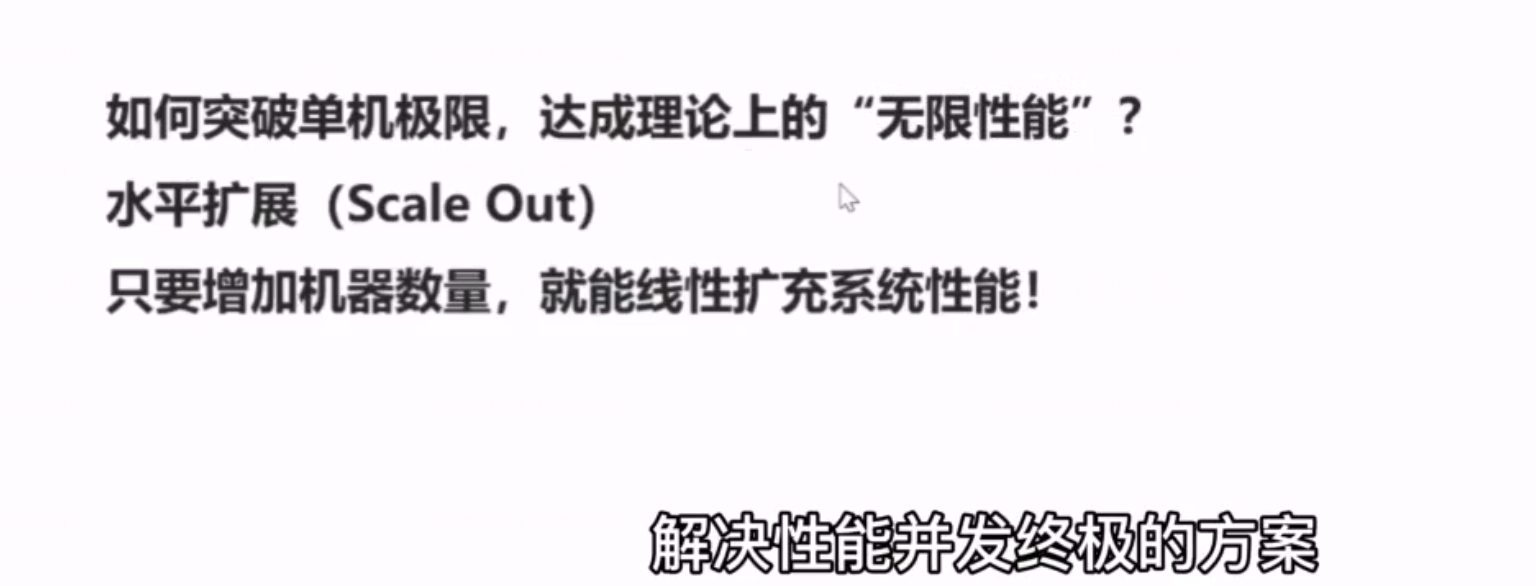 如何突破单机极限，达成理论上的“无限性能”？
水平扩展（Scale Out）
只要增加机器数量，就能线性扩充系统性能！
解决性能并发终极的方案